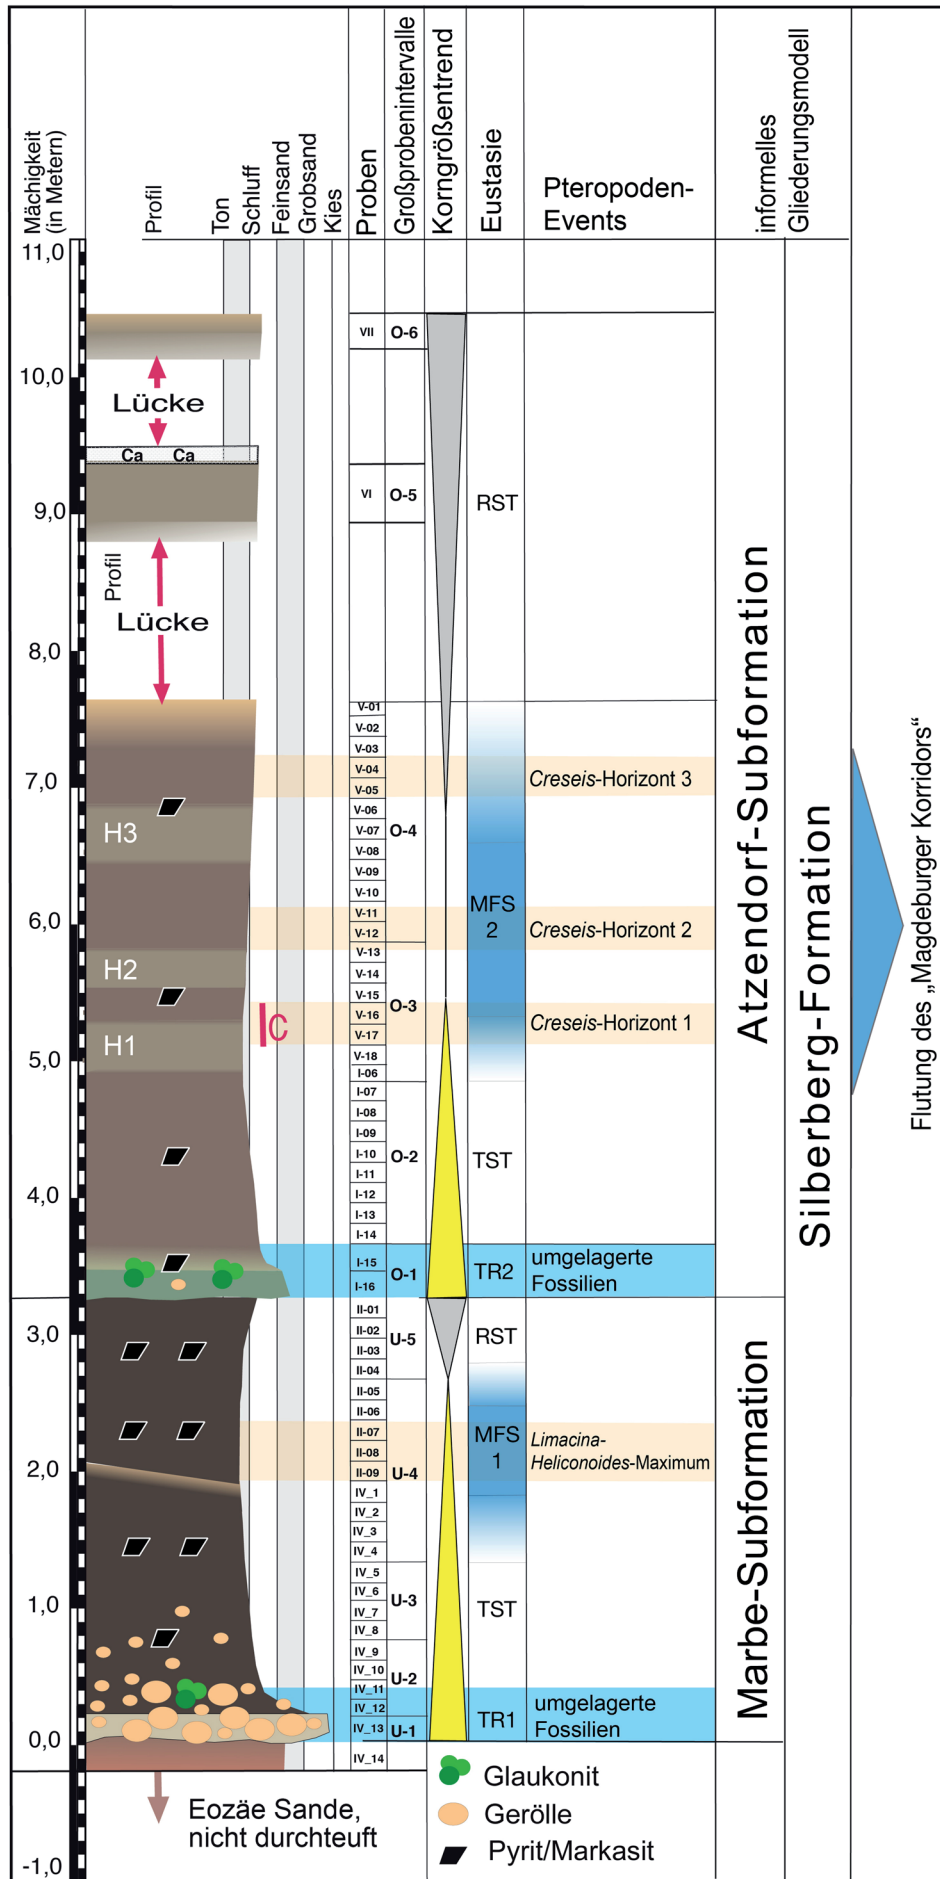 Mächtigkeit
(in Metern)
Profil
Ton
Schluff
Feinsand
Grobsand
Kies
Proben
Großprobenintervalle
Korngrößentrend
Eustasie
Pteropoden-
Events
informelles
Gliederungsmodell
11,0
10,0
9,0
8,0
7,0
6,0
5,0
4,0
3,0
2,0
1,0
0,0
-1,0
Lücke
Ca Ca
Profil
Lücke
H3
H2
H1
C
VII
VI
V-01
V-02
V-03
V-04
V-05
V-06
V-07
V-08
V-09
V-10
V-11
V-12
V-13
V-14
V-15
V-16
V-17
V-18
I-06
I-07
I-08
I-09
I-10
I-11
I-12
I-13
I-14
I-15
I-16
II-01
II-02
II-03
II-04
II-05
II-06
II-07
II-08
II-09
IV_1
IV_2
IV_3
IV_4
IV_5
IV_6
IV_7
IV_8
IV_9
IV_10
IV_11
IV_12
IV_13
IV_14
O-6
O-5
O-4
O-3
O-2
O-1
U-5
U-4
U-3
U-2
U-1
RST
MFS
2
TST
TR2
RST
MFS
1
TST
TR1
Creseis-Horizont 3
Creseis-Horizont 2
Creseis-Horizont 1
umgelagerte
Fossilien
Limacina-
Heliconoides-Maximum
umgelagerte
Fossilien
Atzendorf-Subformation
Marbe-Subformation
Silberberg-Formation
Flutung des „Magdeburger Korridors“
Eozäe Sande,
nicht durchteuft
Glaukonit
Gerölle
Pyrit/Markasit